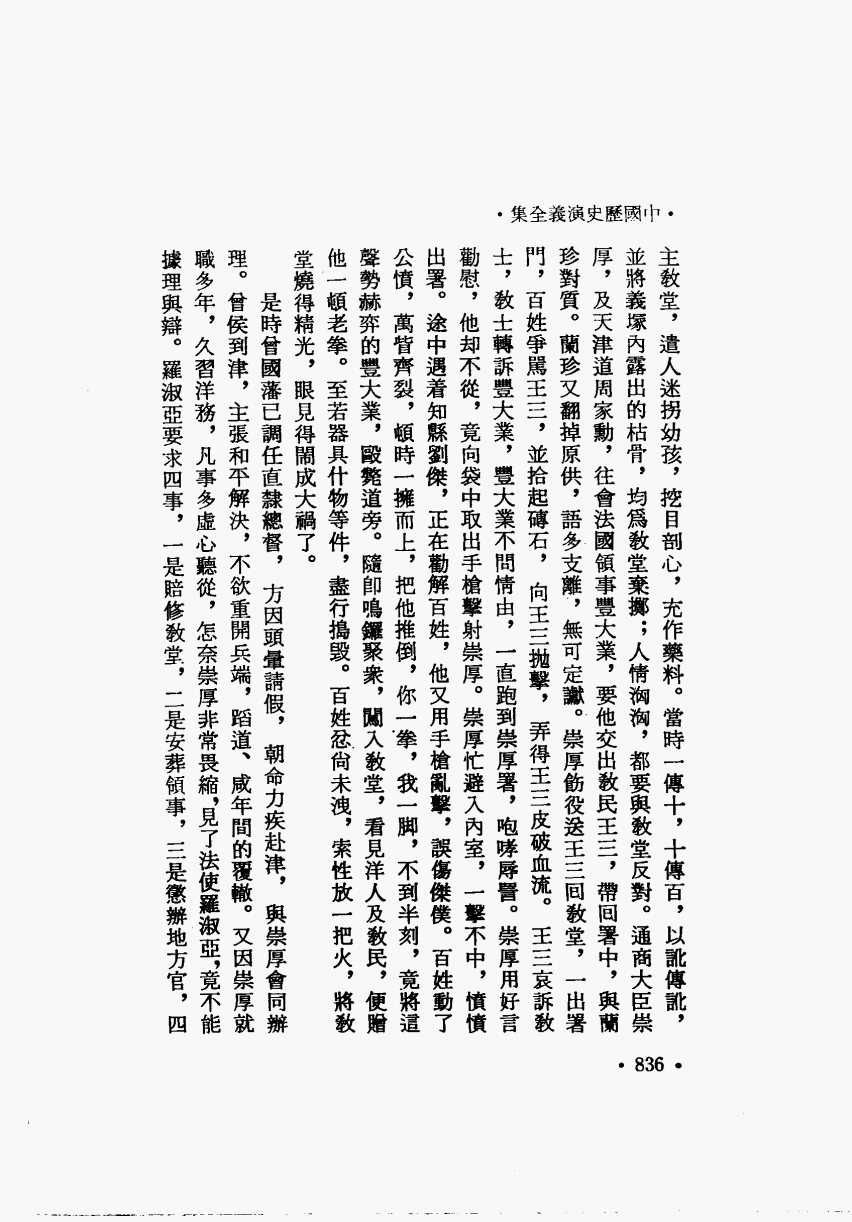 ·中國歷史演義全集·
主敎堂，遣人迷拐幼孩，挖目剖心，充作藥料。當時一傳十，十傳百，以訛傳訛，
並將義塚內露出的枯骨，均爲敎堂棄擲；人情洶洶，都要與敎堂反對。通商大臣崇
厚，及天津道周家勳，往會法國領事豐大業，要他交出敎民王三，帶回署中，與蘭
珍對質。蘭珍又翻掉原供，語多支離，無可定讞。崇厚飭役送王三回敎堂，一出署
門，百姓爭罵王三，並拾起磚石，向王三拋擊，弄得王三皮破血流。王三哀訴敎
士，敎士轉訴豐大業，豐大業不問情由，一直跑到崇厚署，咆哮辱詈。崇厚用好言
勸慰，他却不從，竟向袋中取出手槍擊射崇厚。崇厚忙避入內室，一擊不中，憤憤
出署。途中遇着知縣劉傑，正在勸解百姓，他又用手槍亂擊，誤傷傑僕。百姓動了
公憤，萬眥齊裂，頓時一擁而上，把他推倒，你一拳，我一脚，不到半刻，竟將這
聲勢赫弈的豐大業，毆斃道旁。隨卽鳴鑼聚衆，闖入敎堂，看見洋人及敎民，便贈
他一頓老拳。至若器具什物等件，盡行搗毀。百姓忿尙未洩，索性放一把火，將敎
堂燒得精光，眼見得鬧成大禍了。
是時曾國藩已調任直隸總督，方因頭暈請假，朝命力疾赴津，與崇厚會同辦
理。曾侯到津，主張和平解決，不欲重開兵端，蹈道、咸年間的覆轍。又因崇厚就
職多年，久習洋務，凡事多虛心聽從，怎奈崇厚非常畏縮，見了法使羅淑亞，竟不能
據理與辯。羅淑亞要求四事，一是賠修敎堂，二是安葬領事，三是懲辦地方官，四
·836·